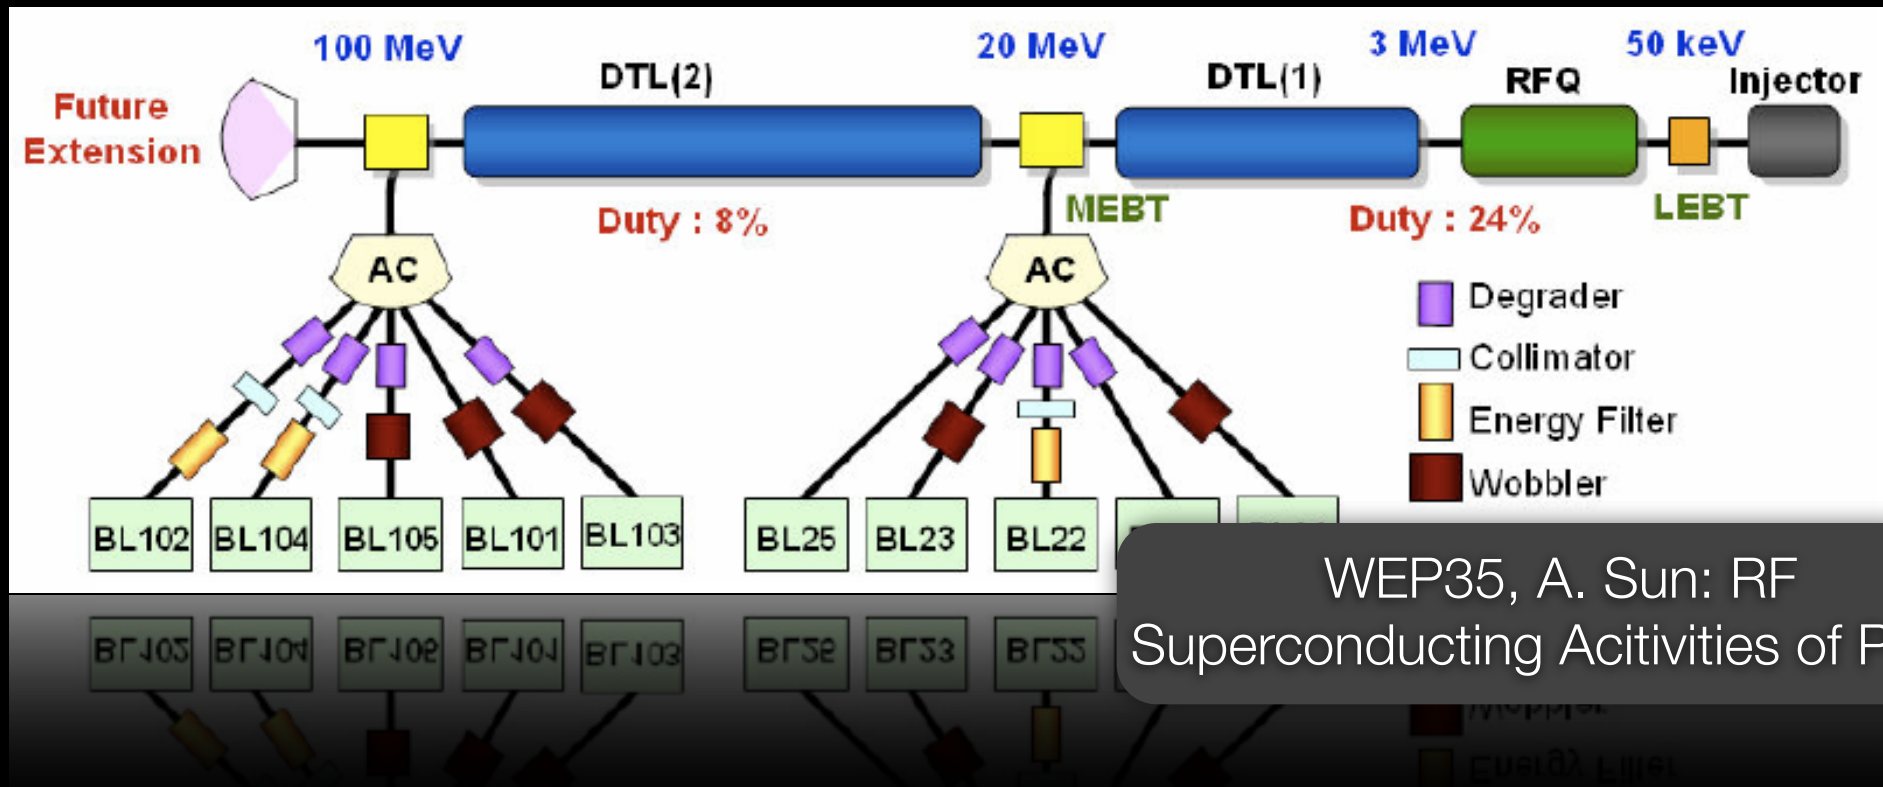 100 MeV
20 MeV
3 MeV
50 keV
DTL(2)
DTL(1)
RFQ
Injector
Future
Extension
Duty : 8%
MEBT
Duty : 24%
LEBT
AC
AC
Degrader
Collimator
Energy Filter
Wobbler
BL102
BL104
BL105
BL101
BL103
BL25
BL23
BL22
WEP35, A. Sun: RF
Superconducting Acitivities of P